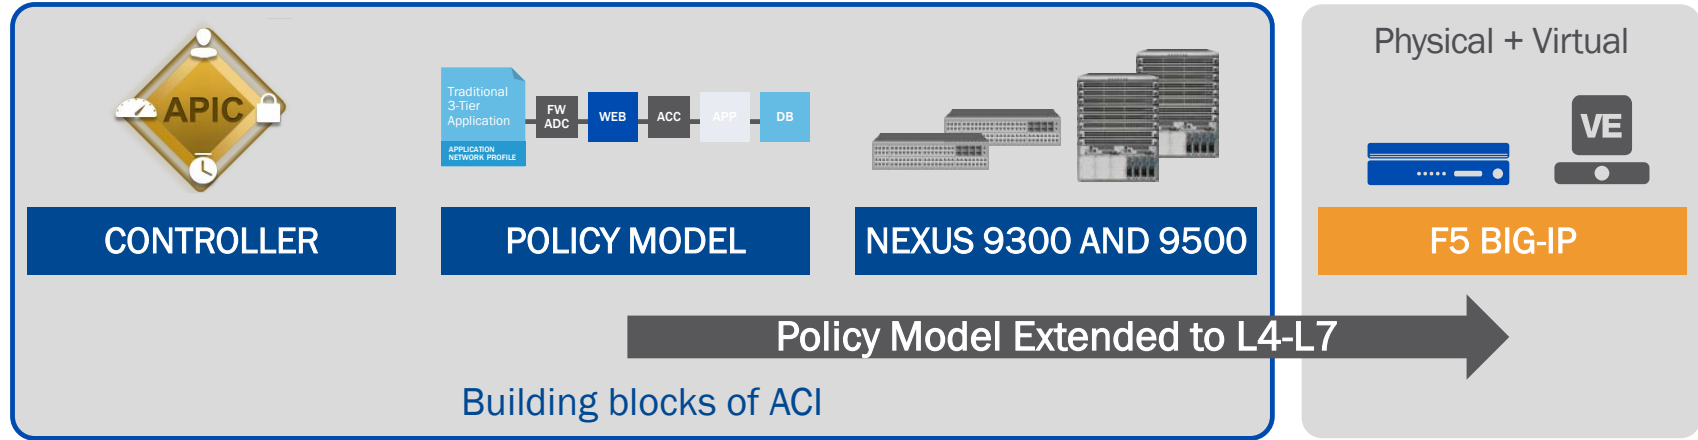 APIC
CONTROLLER
Traditional
3-Tier
Application
APPLICATION
NETWORK PROFILE
FW
ADC
WEB
ACC
APP
DB
POLICY MODEL
NEXUS 9300 AND 9500
Physical + Virtual
VE
F5 BIG-IP
Policy Model Extended to L4-L7
Building blocks of ACI